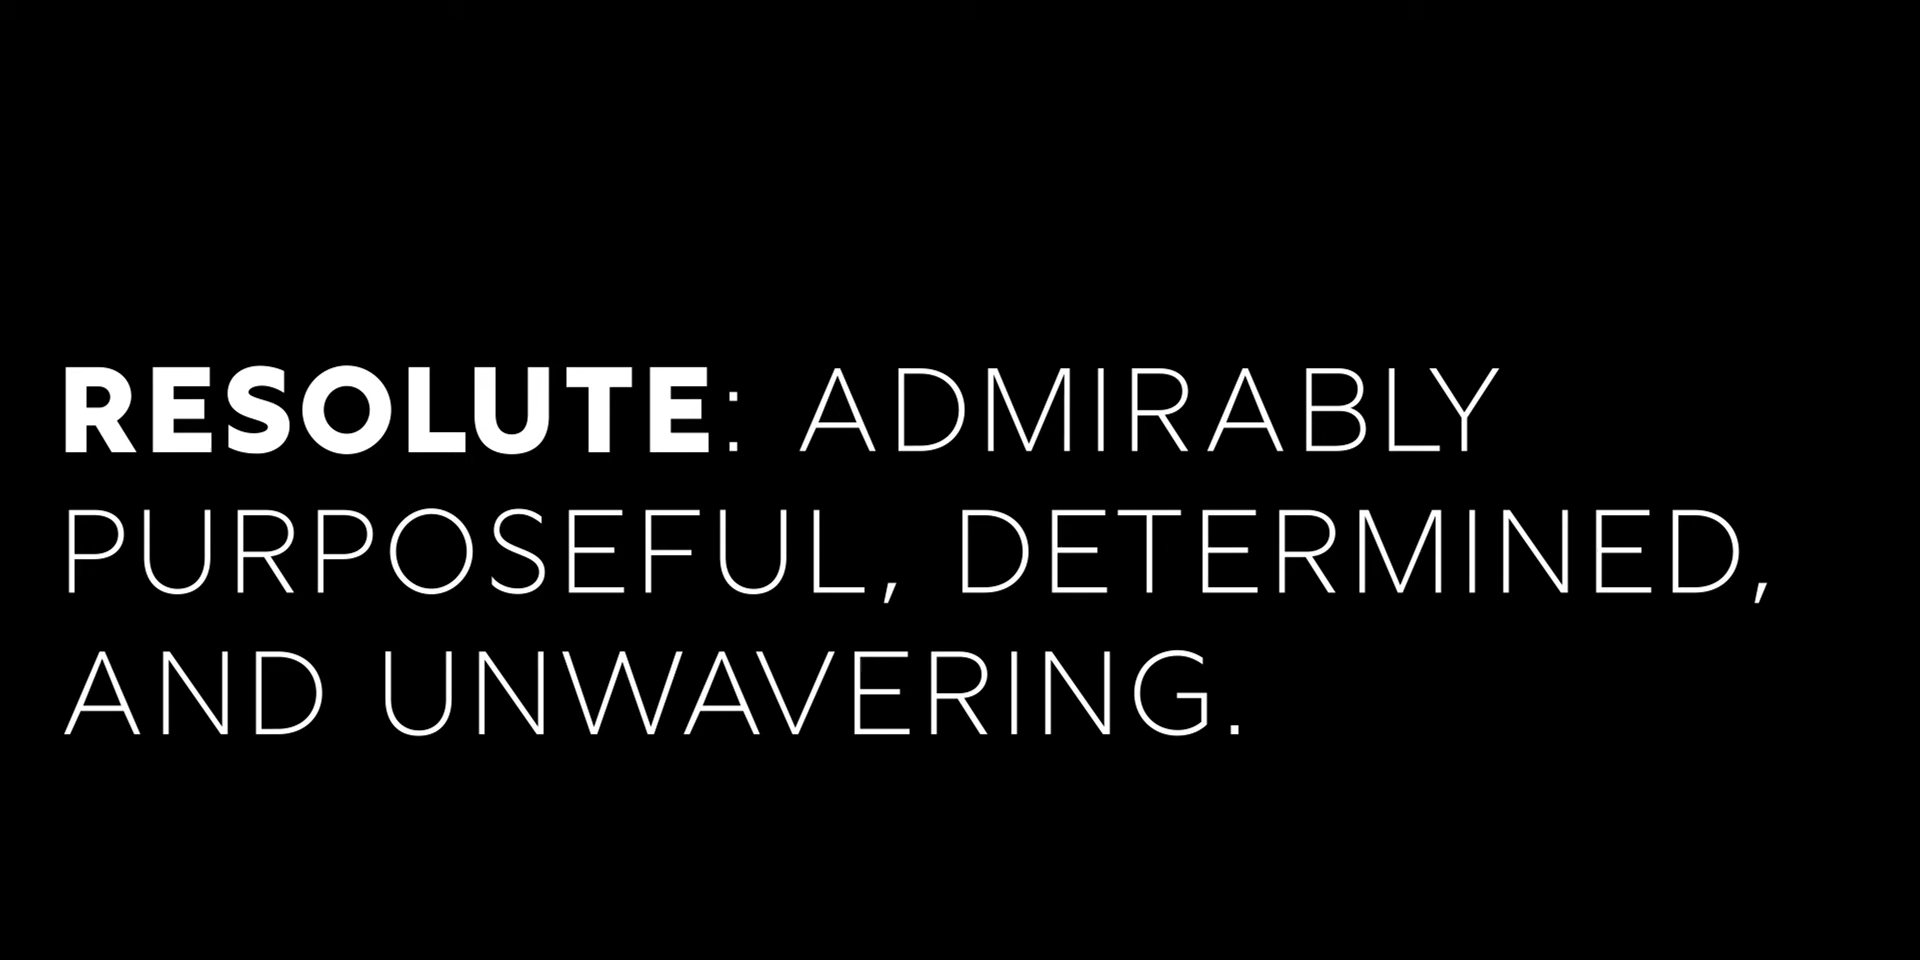 RESOLUTE: ADMIRABLY
PURPOSEFUL, DETERMINED,
AND UNWAVERING.